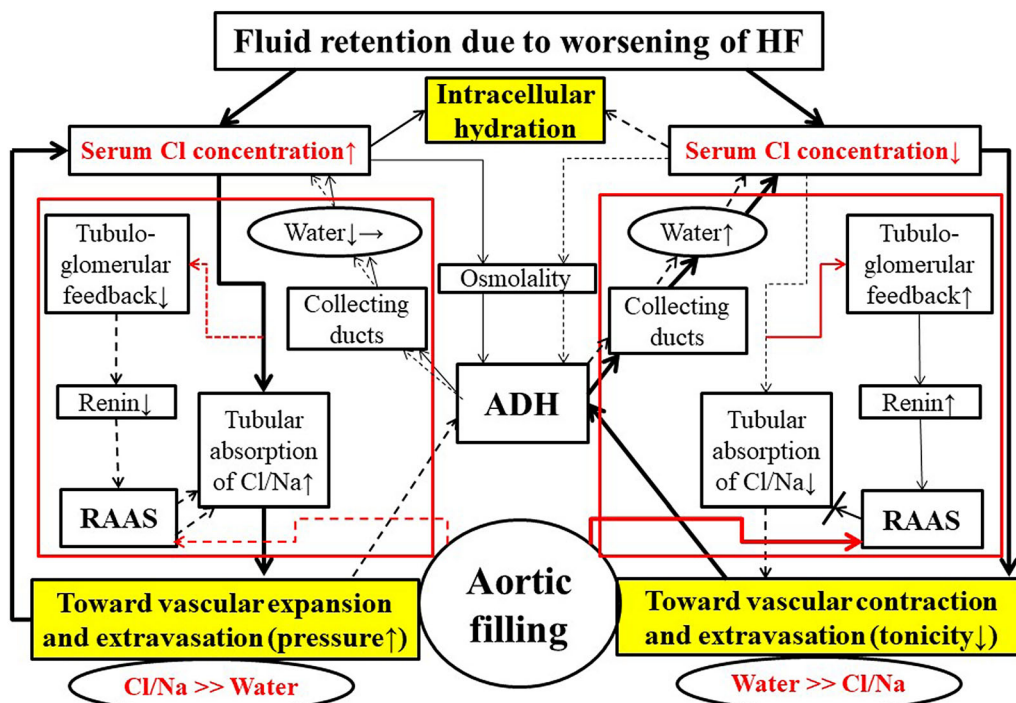 Fluid retention due to worsening of HF
Intracellular
hydration
Serum Cl concentration↑
Serum Cl concentration↓
Tubulo-
glomerular
feedback↓
Water↓→
Collecting
ducts
Renin↓
Tubular
absorption
of Cl/Na↑
RAAS
Osmolality
ADH
Water↑
Collecting
ducts
Tubulo-
glomerular
feedback↑
Renin↑
Tubular
absorption
of Cl/Na↓
RAAS
Aortic
filling
Toward vascular expansion
and extravasation (pressure↑)
Cl/Na >> Water
Toward vascular contraction
and extravasation (tonicity↓)
Water >> Cl/Na